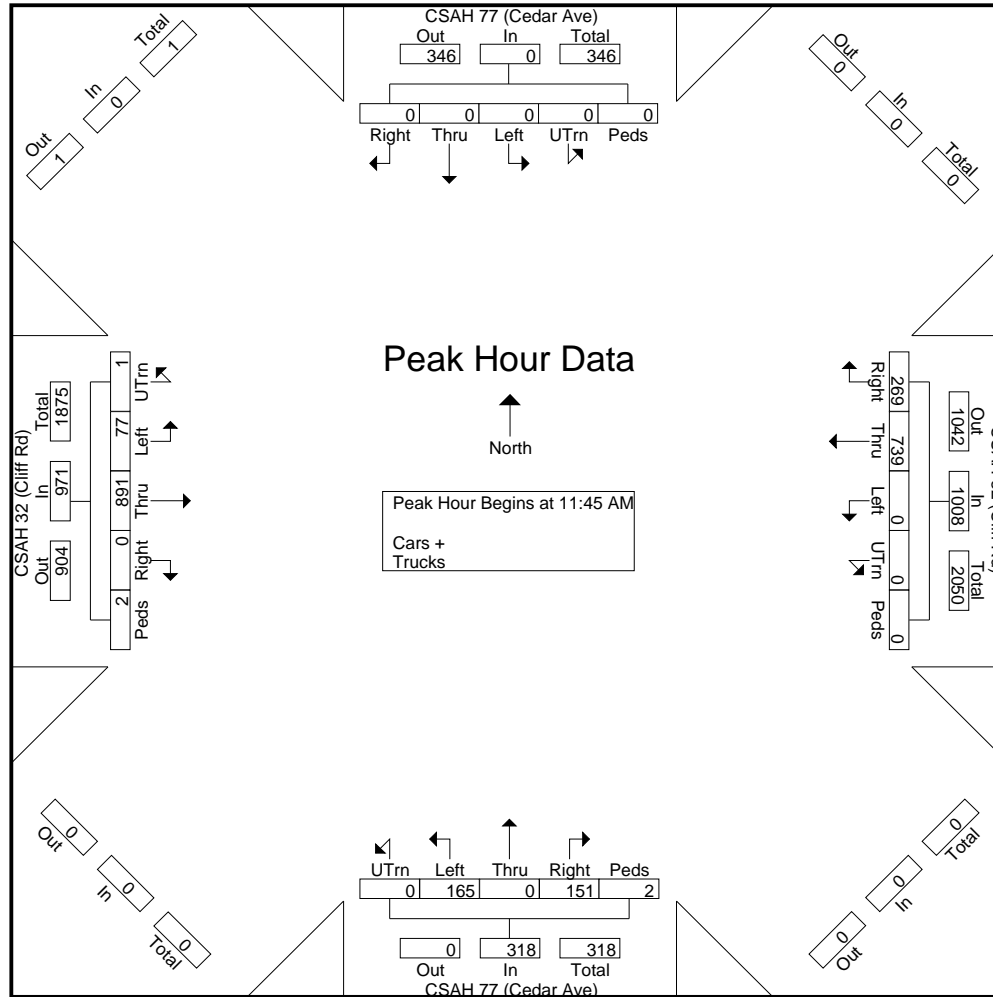 CSAH 77 (Cedar Ave)
Out In Total
346 0 346
0 0 0 0 0
Right Thru Left UTrn Peds
Total
1
In
0
Out
1
Out
0
In
0
Total
0
CSAH 32 (Cliff Rd)
Total In Out
1875 971 904
1 77 891 0 2
UTrn Left Thru Right Peds
Peak Hour Data
North
Peak Hour Begins at 11:45 AM
Cars +
Trucks
Right Thru Left UTrn Peds
269 739 0 0 0
Out In Total
1042 1008 2050
0
Out
0
In
0
Total
UTrn Left Thru Right Peds
0 165 0 151 2
0 318 318
Out In Total
CSAH 77 (Cedar Ave)
0
Total
0
In
0
Out